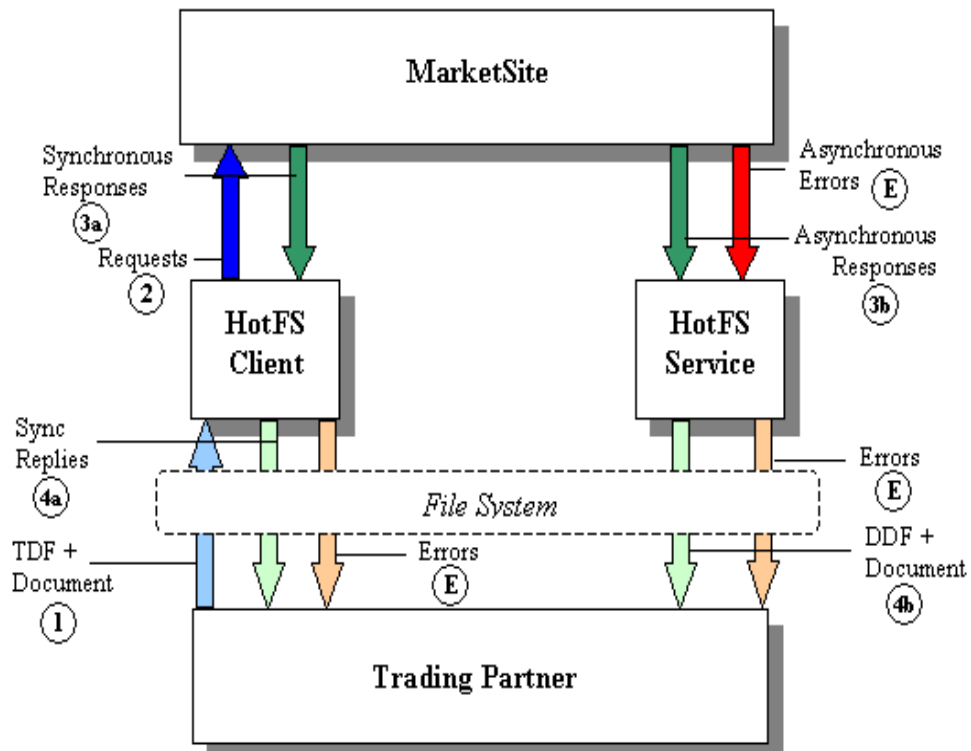 MarketSite
Synchronous
Responses
3a
Requests
2
Asynchronous
Errors E
Asynchronous
Responses
3b
HotFS
Client
HotFS
Service
Sync
Replies
4a
Errors
E
File System
TDF +
Document
1
Errors
E
DDF +
Document
4b
Trading Partner